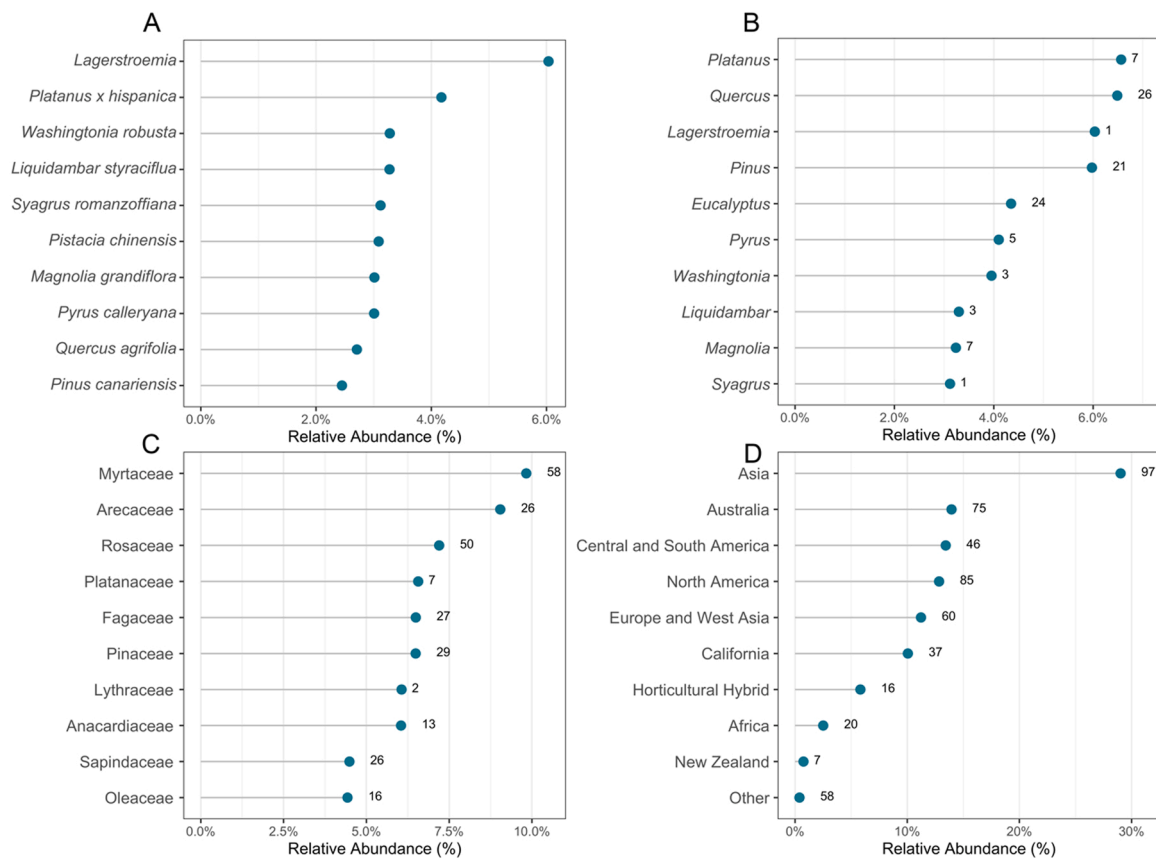 A
Lagerstroemia
Platanus x hispanica
Washingtonia robusta
Liquidambar styraciflua
Syagrus romanzoffiana
Pistacia chinensis
Magnolia grandiflora
Pyrus calleryana
Quercus agrifolia
Pinus canariensis
0.0% 2.0% 4.0% 6.0%
Relative Abundance (%)
B
Platanus 7
Quercus 26
Lagerstroemia 1
Pinus 21
Eucalyptus 24
Pyrus 5
Washingtonia 3
Liquidambar 3
Magnolia 7
Syagrus 1
0.0% 2.0% 4.0% 6.0%
Relative Abundance (%)
C
Myrtaceae 58
Arecaceae 26
Rosaceae 50
Platanaceae 7
Fagaceae 27
Pinaceae 29
Lythraceae 2
Anacardiaceae 13
Sapindaceae 26
Oleaceae 16
0.0% 2.5% 5.0% 7.5% 10.0%
Relative Abundance (%)
D
Asia 97
Australia 75
Central and South America 46
North America 85
Europe and West Asia 60
California 37
Horticultural Hybrid 16
Africa 20
New Zealand 7
Other 58
0% 10% 20% 30%
Relative Abundance (%)